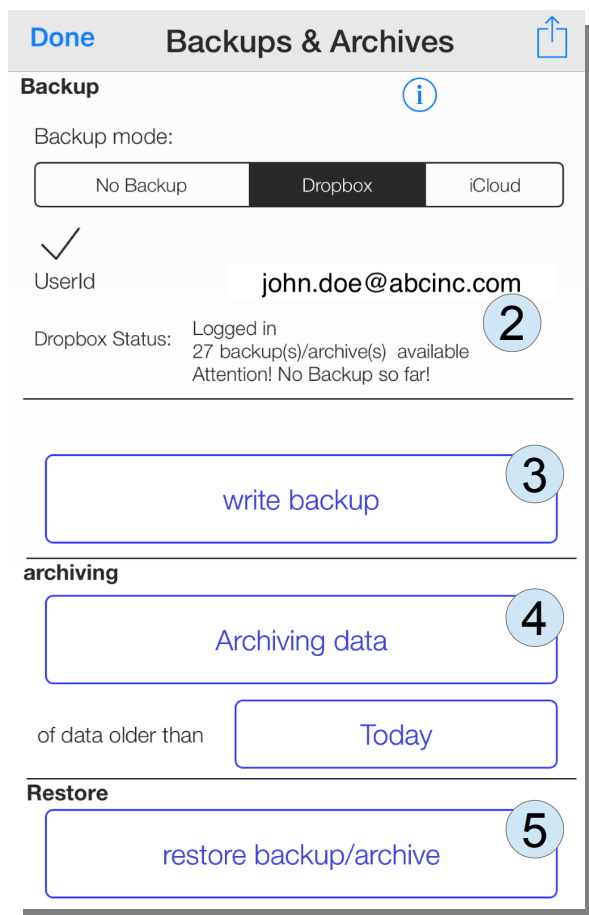 Done Backups & Archives
Backup
i
Backup mode:
No Backup Dropbox iCloud
UserId john.doe@abcinc.com
2
Dropbox Status: Logged in
27 backup(s)/archive(s) available
Attention! No Backup so far!
3
write backup
archiving
4
Archiving data
of data older than Today
Restore
5
restore backup/archive